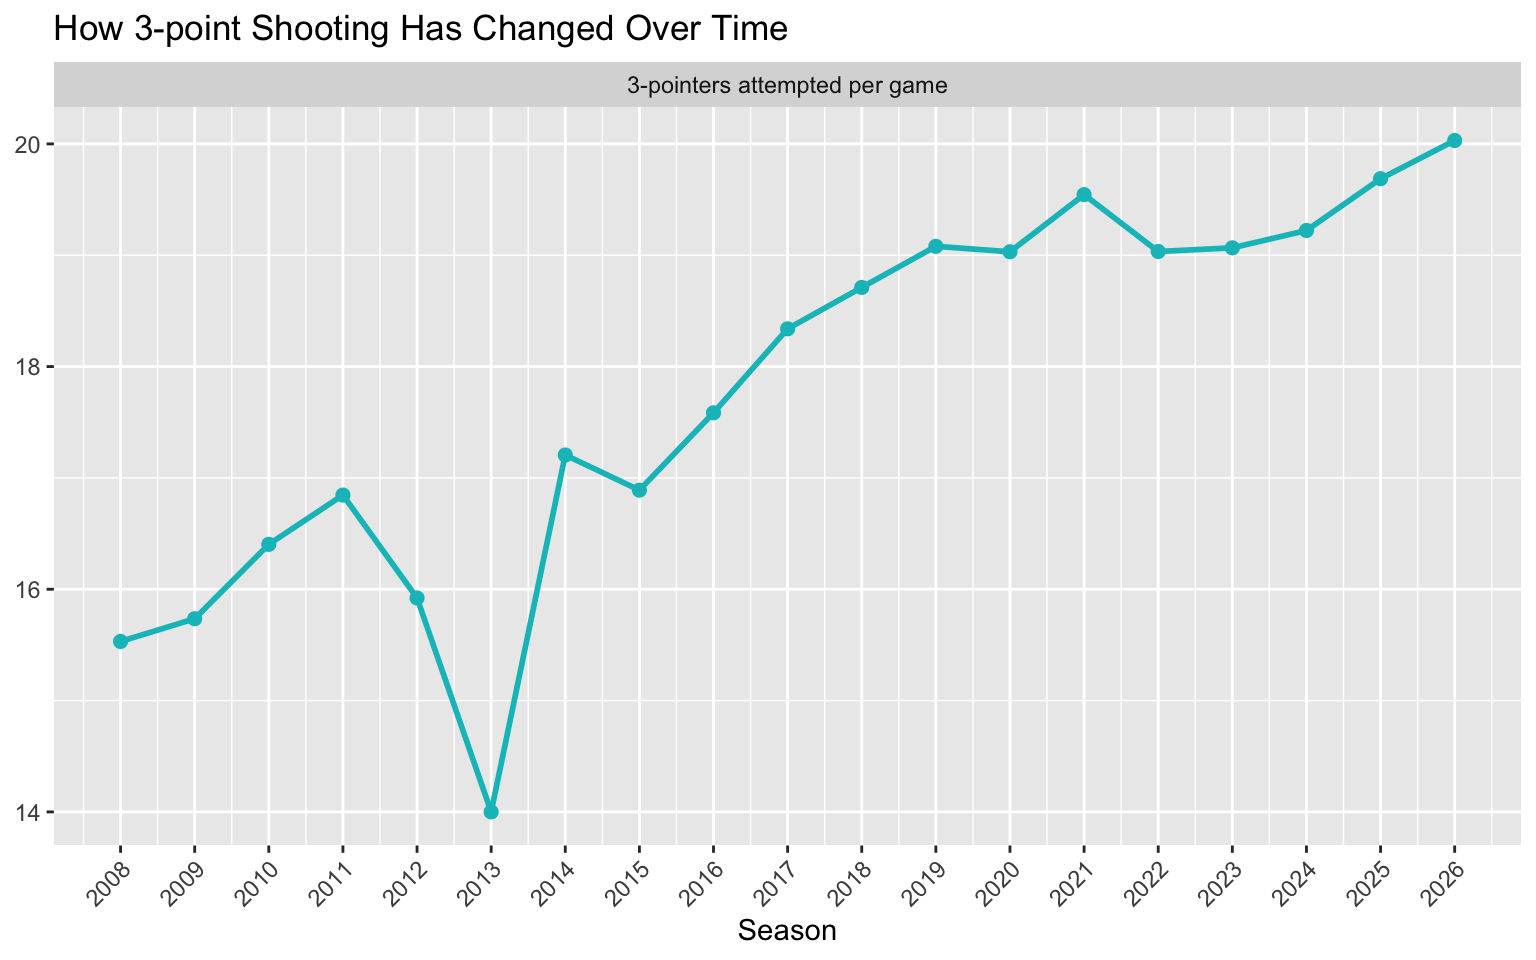 How 3-point Shooting Has Changed Over Time
3-pointers attempted per game
20
18
16
14
2008 2009 2010 2011 2012 2013 2014 2015 2016 2017 2018 2019 2020 2021 2022 2023 2024 2025 2026
Season